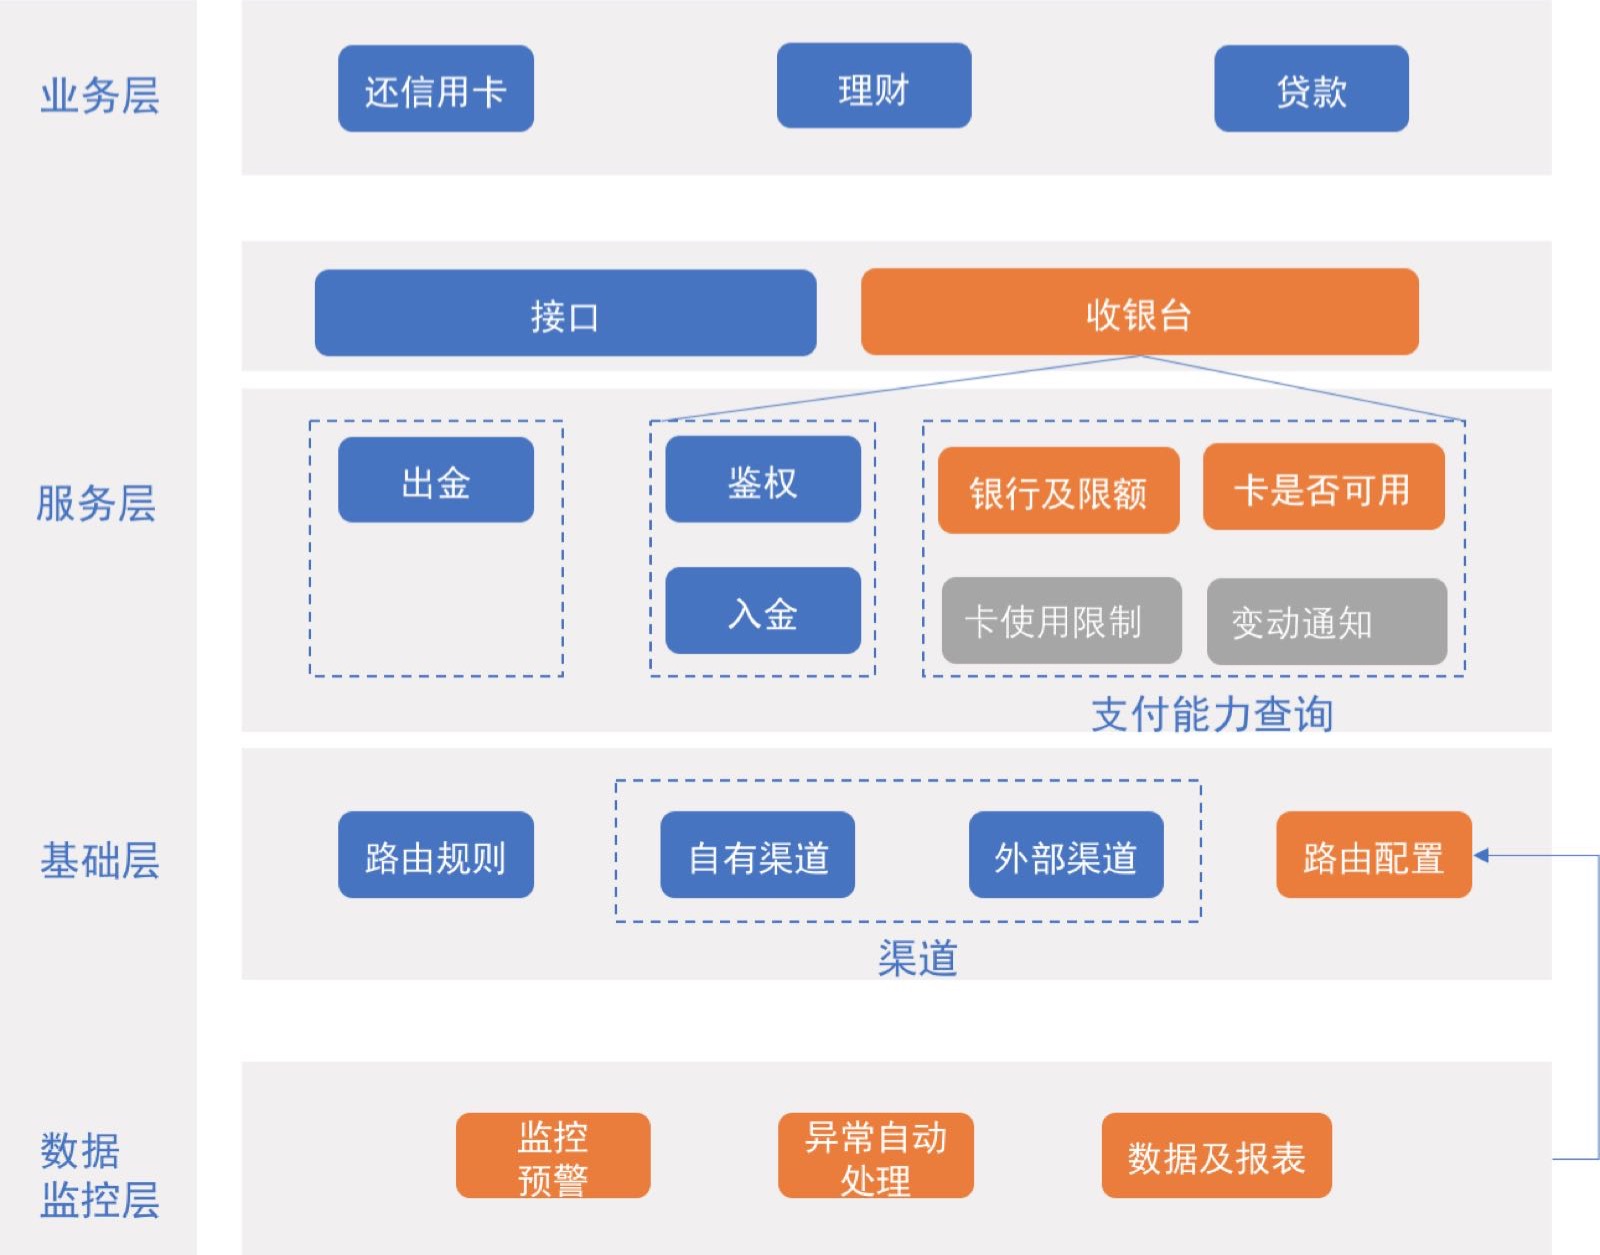 业务层
还信用卡
理财
贷款
接口
收银台
服务层
出金
鉴权
入金
银行及限额
卡是否可用
卡使用限制
变动通知
支付能力查询
基础层
路由规则
自有渠道
外部渠道
路由配置
渠道
数据
监控层
监控
预警
异常自动
处理
数据及报表